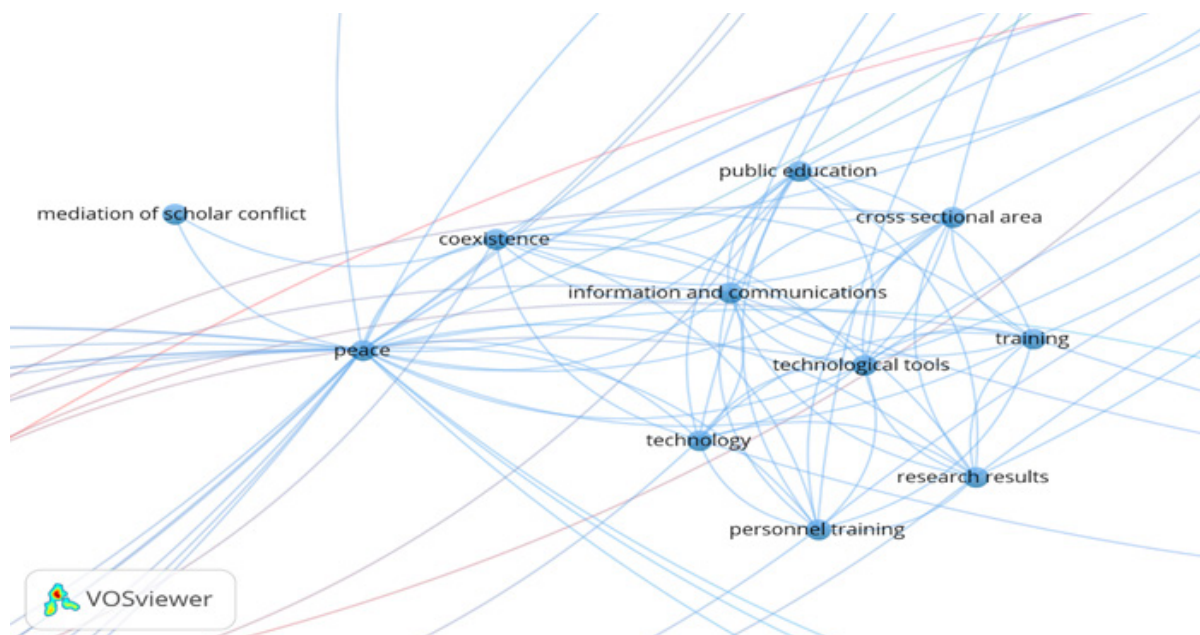 public education
mediation of scholar conflict
cross sectional area
coexistence
information and communications
training
peace
technological tools
technology
research results
personnel training
VOSviewer